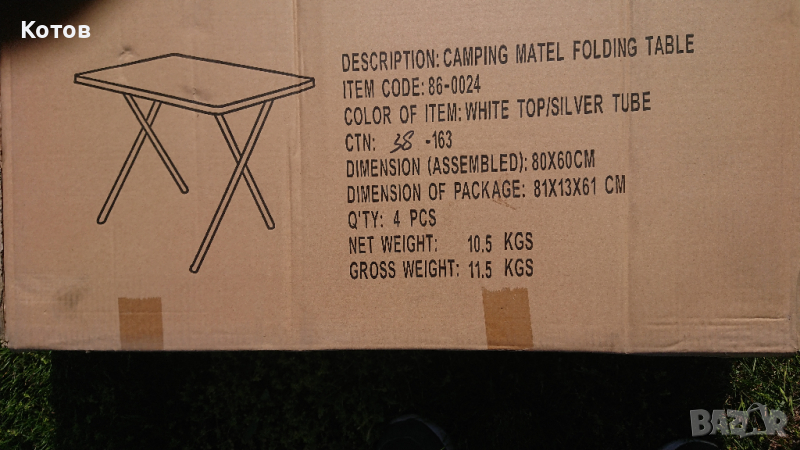 Котов
DESCRIPTION: CAMPING MATEL FOLDING TABLE
ITEM CODE: 86-0024
COLOR OF ITEM: WHITE TOP/SILVER TUBE
CTN: 38 -163
DIMENSION (ASSEMBLED): 80X60CM
DIMENSION OF PACKAGE: 81X13X61 CM
Q'TY: 4 PCS
NET WEIGHT: 10.5 KGS
GROSS WEIGHT: 11.5 KGS
BAZAR